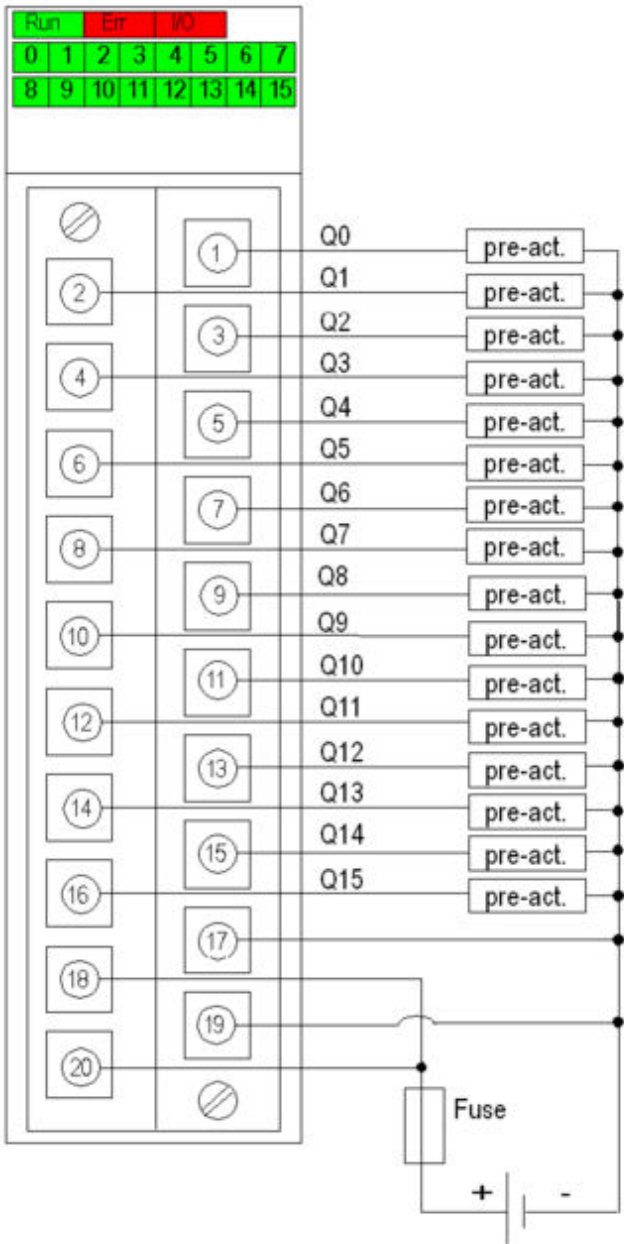 Run Err I/O
0 1 2 3 4 5 6 7
8 9 10 11 12 13 14 15
1 Q0 pre-act.
2 Q1 pre-act.
3 Q2 pre-act.
4 Q3 pre-act.
5 Q4 pre-act.
6 Q5 pre-act.
7 Q6 pre-act.
8 Q7 pre-act.
9 Q8 pre-act.
10 Q9 pre-act.
11 Q10 pre-act.
12 Q11 pre-act.
13 Q12 pre-act.
14 Q13 pre-act.
15 Q14 pre-act.
16 Q15 pre-act.
17
18
19
20
Fuse
+ -